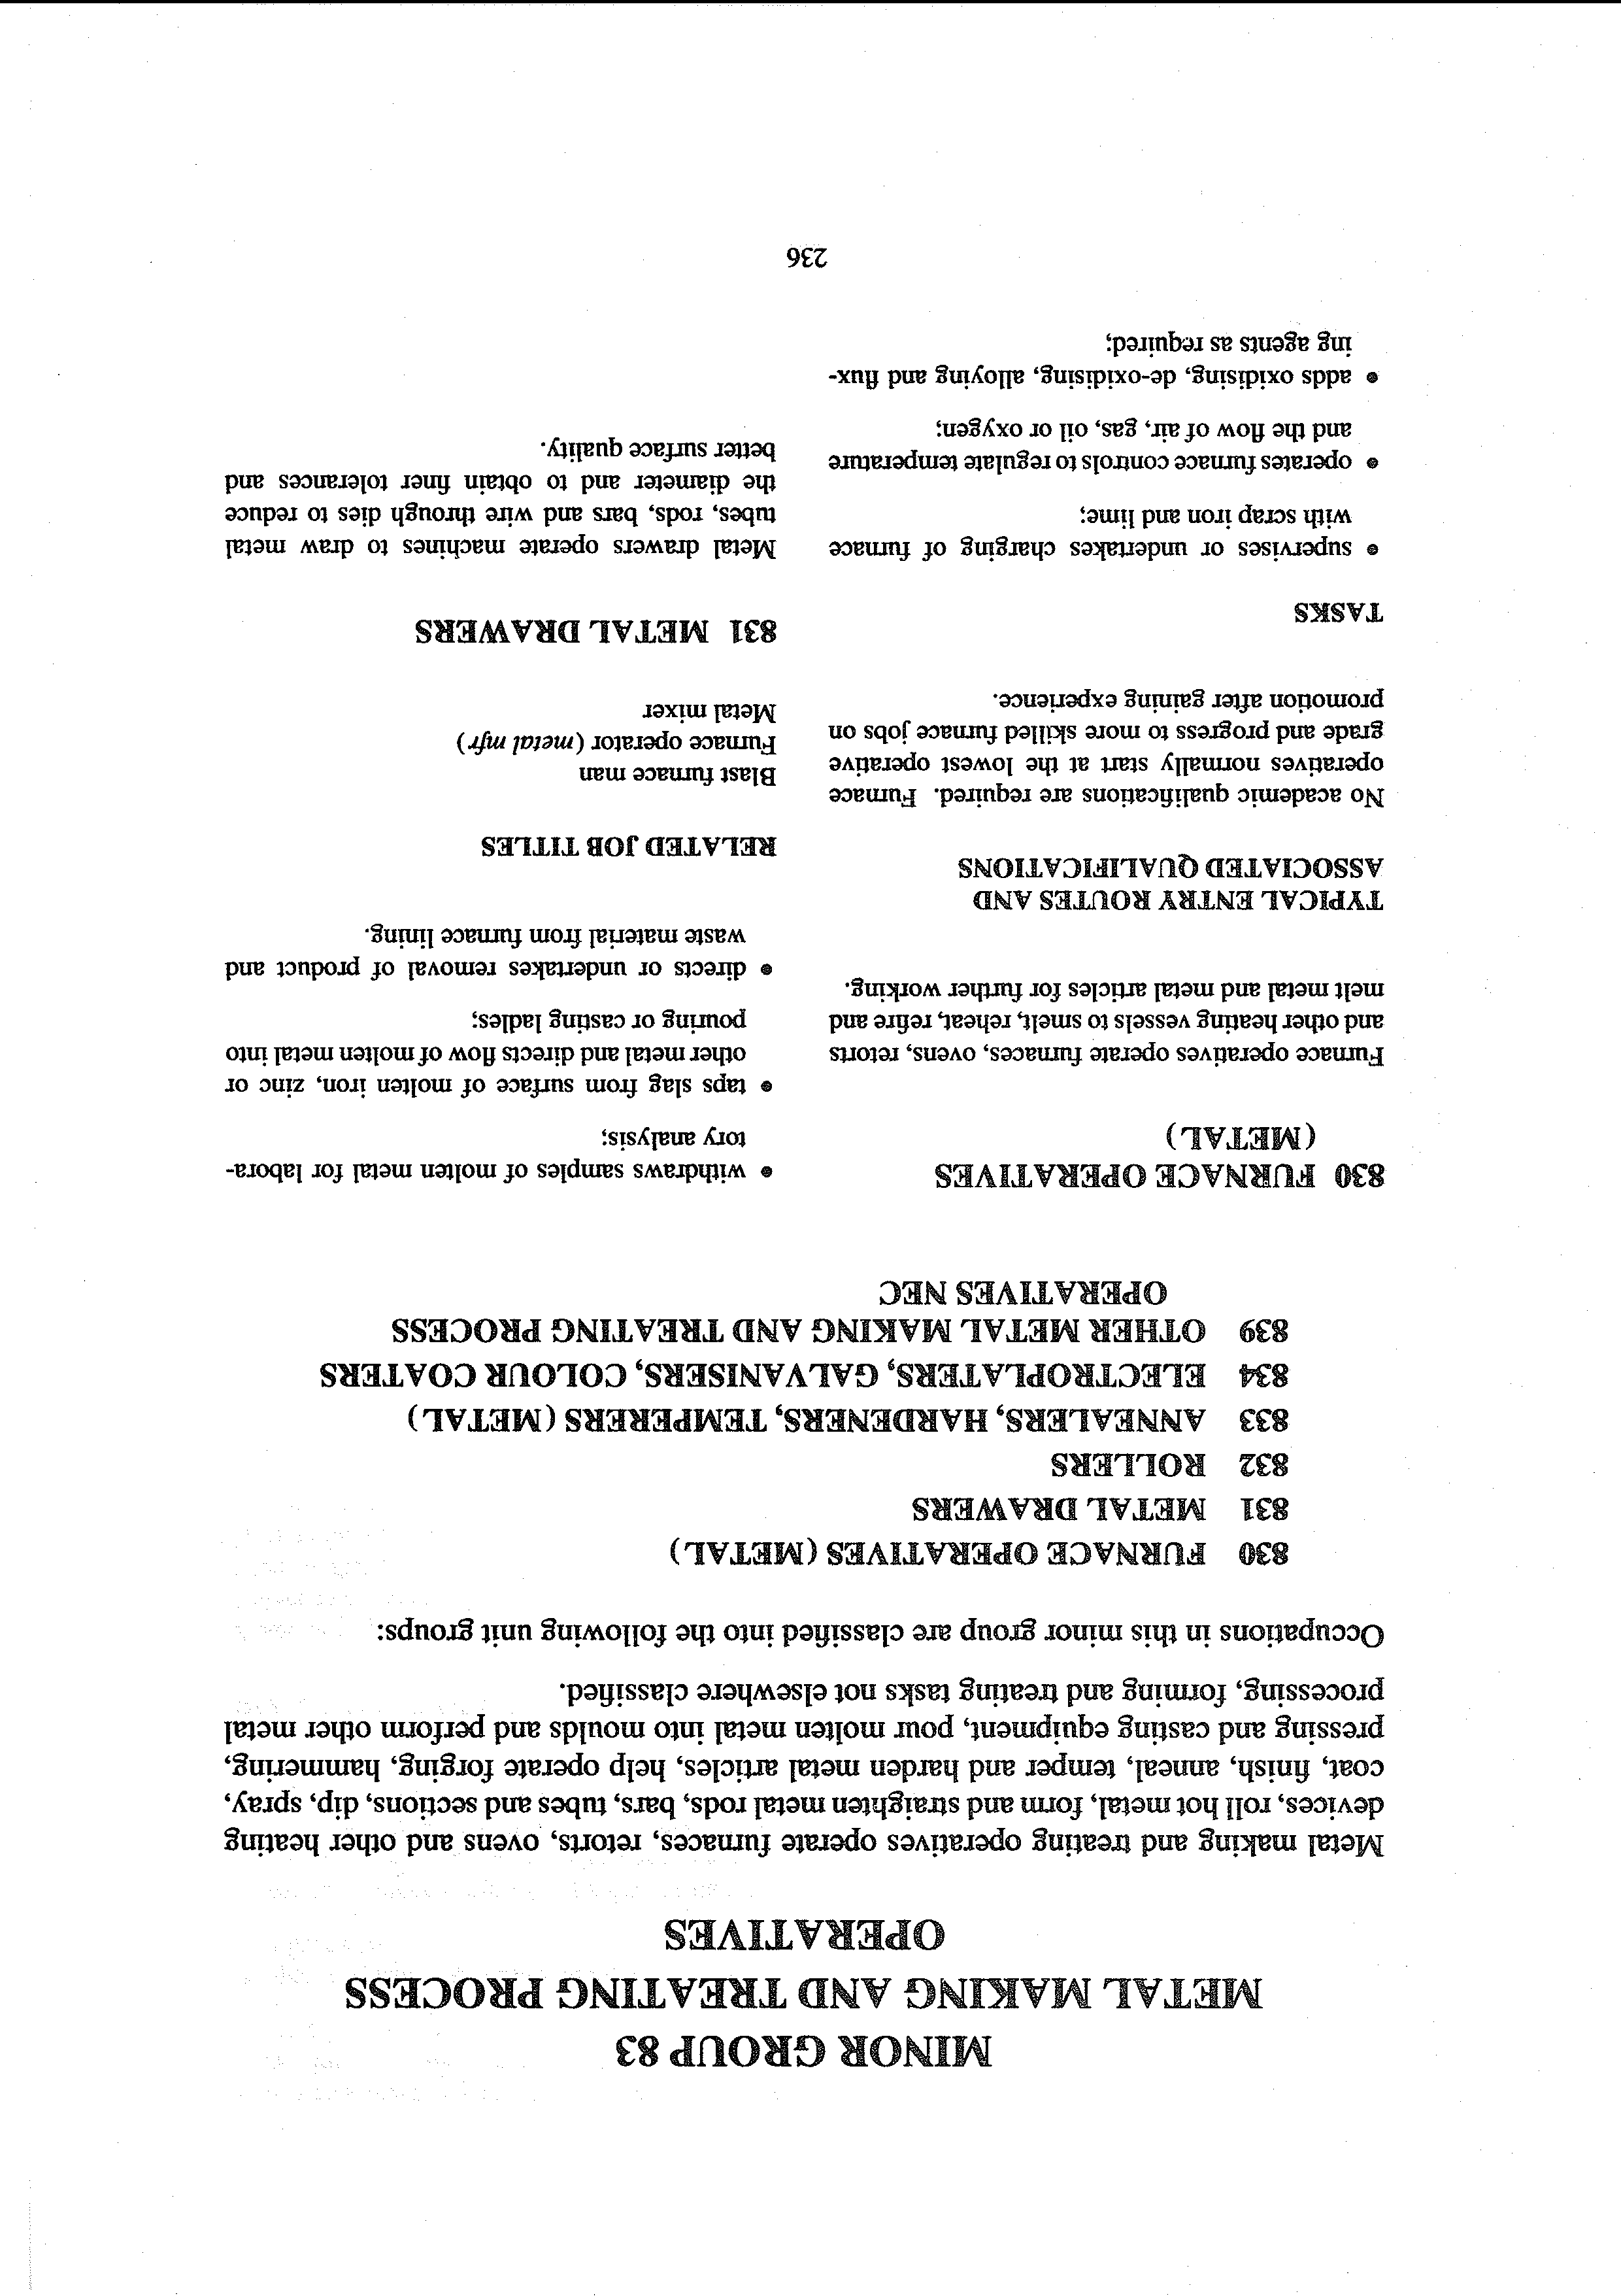 MINOR GROUP 83
METAL MAKING AND TREATING PROCESS
OPERATIVES
Metal making and treating operatives operate furnaces, retorts, ovens and other heating
devices, roll hot metal, form and straighten metal rods, bars, tubes and sections, dip, spray,
coat, finish, anneal, temper and harden metal articles, help operate forging, hammering,
pressing and casting equipment, pour molten metal into moulds and perform other metal
processing, forming and treating tasks not elsewhere classified.
Occupations in this minor group are classified into the following unit groups:
830 FURNACE OPERATIVES (METAL)
831 METAL DRAWERS
832 ROLLERS
833 ANNEALERS, HARDENERS, TEMPERERS (METAL)
834 ELECTROPLATERS, GALVANISERS, COLOUR COATERS
839 OTHER METAL MAKING AND TREATING PROCESS
OPERATIVES NEC
830 FURNACE OPERATIVES
(METAL)
Furnace operatives operate furnaces, ovens, retorts
and other heating vessels to smelt, reheat, refire and
melt metal and metal articles for further working.
TYPICAL ENTRY ROUTES AND
ASSOCIATED QUALIFICATIONS
No academic qualifications are required. Furnace
operatives normally start at the lowest operative
grade and progress to more skilled furnace jobs on
promotion after gaining experience.
TASKS
• supervises or undertakes charging of furnace
with scrap iron and lime;
• operates furnace controls to regulate temperature
and the flow of air, gas, oil or oxygen;
• adds oxidising, de-oxidising, alloying and flux-
ing agents as required;
• withdraws samples of molten metal for labora-
tory analysis;
• taps slag from surface of molten iron, zinc or
other metal and directs flow of molten metal into
pouring or casting ladles;
• directs or undertakes removal of product and
waste material from furnace lining.
RELATED JOB TITLES
Blast furnace man
Furnace operator (metal mfr)
Metal mixer
831 METAL DRAWERS
Metal drawers operate machines to draw metal
tubes, rods, bars and wire through dies to reduce
the diameter and to obtain finer tolerances and
better surface quality.
236